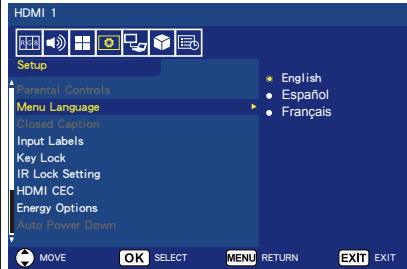 HDMI 1
RGB
Setup
Parental Controls
Menu Language
Closed Caption
Input Labels
Key Lock
IR Lock Setting
HDMI CEC
Energy Options
Auto Power Down
English
Español
Français
MOVE OK SELECT MENU RETURN EXIT EXIT